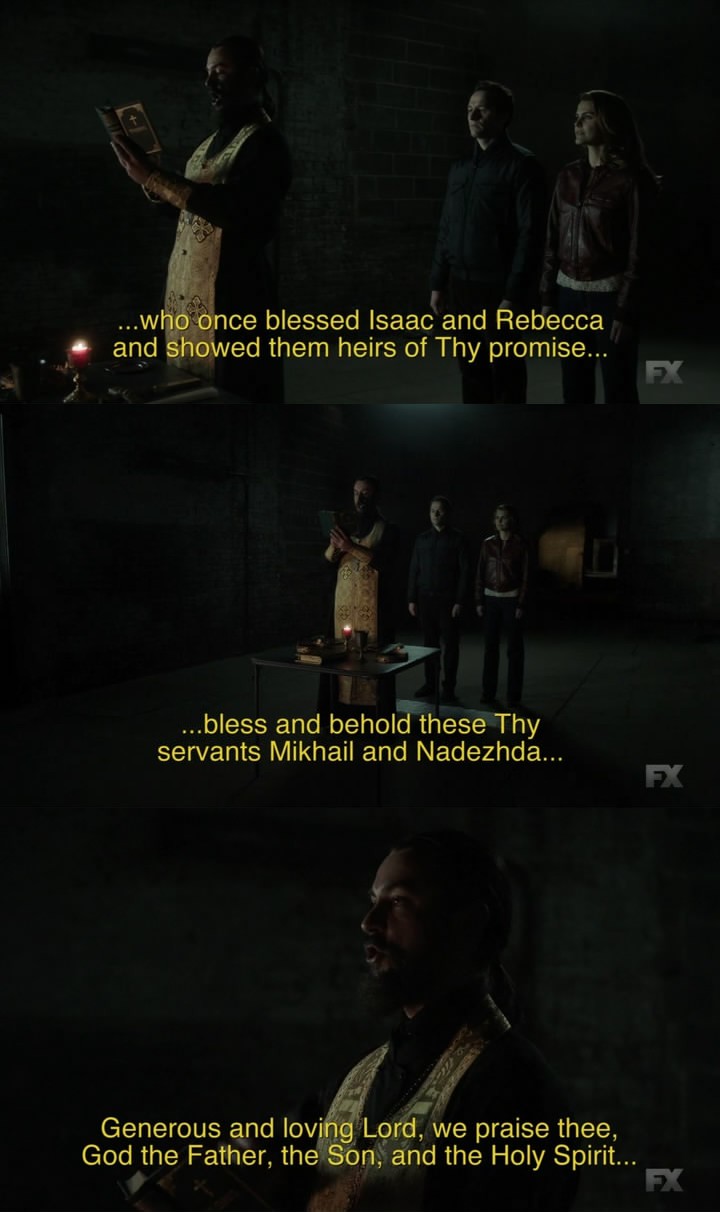 ...who once blessed Isaac and Rebecca
and showed them heirs of Thy promise...
FX
...bless and behold these Thy
servants Mikhail and Nadezhda...
FX
Generous and loving Lord, we praise thee,
God the Father, the Son, and the Holy Spirit...
FX